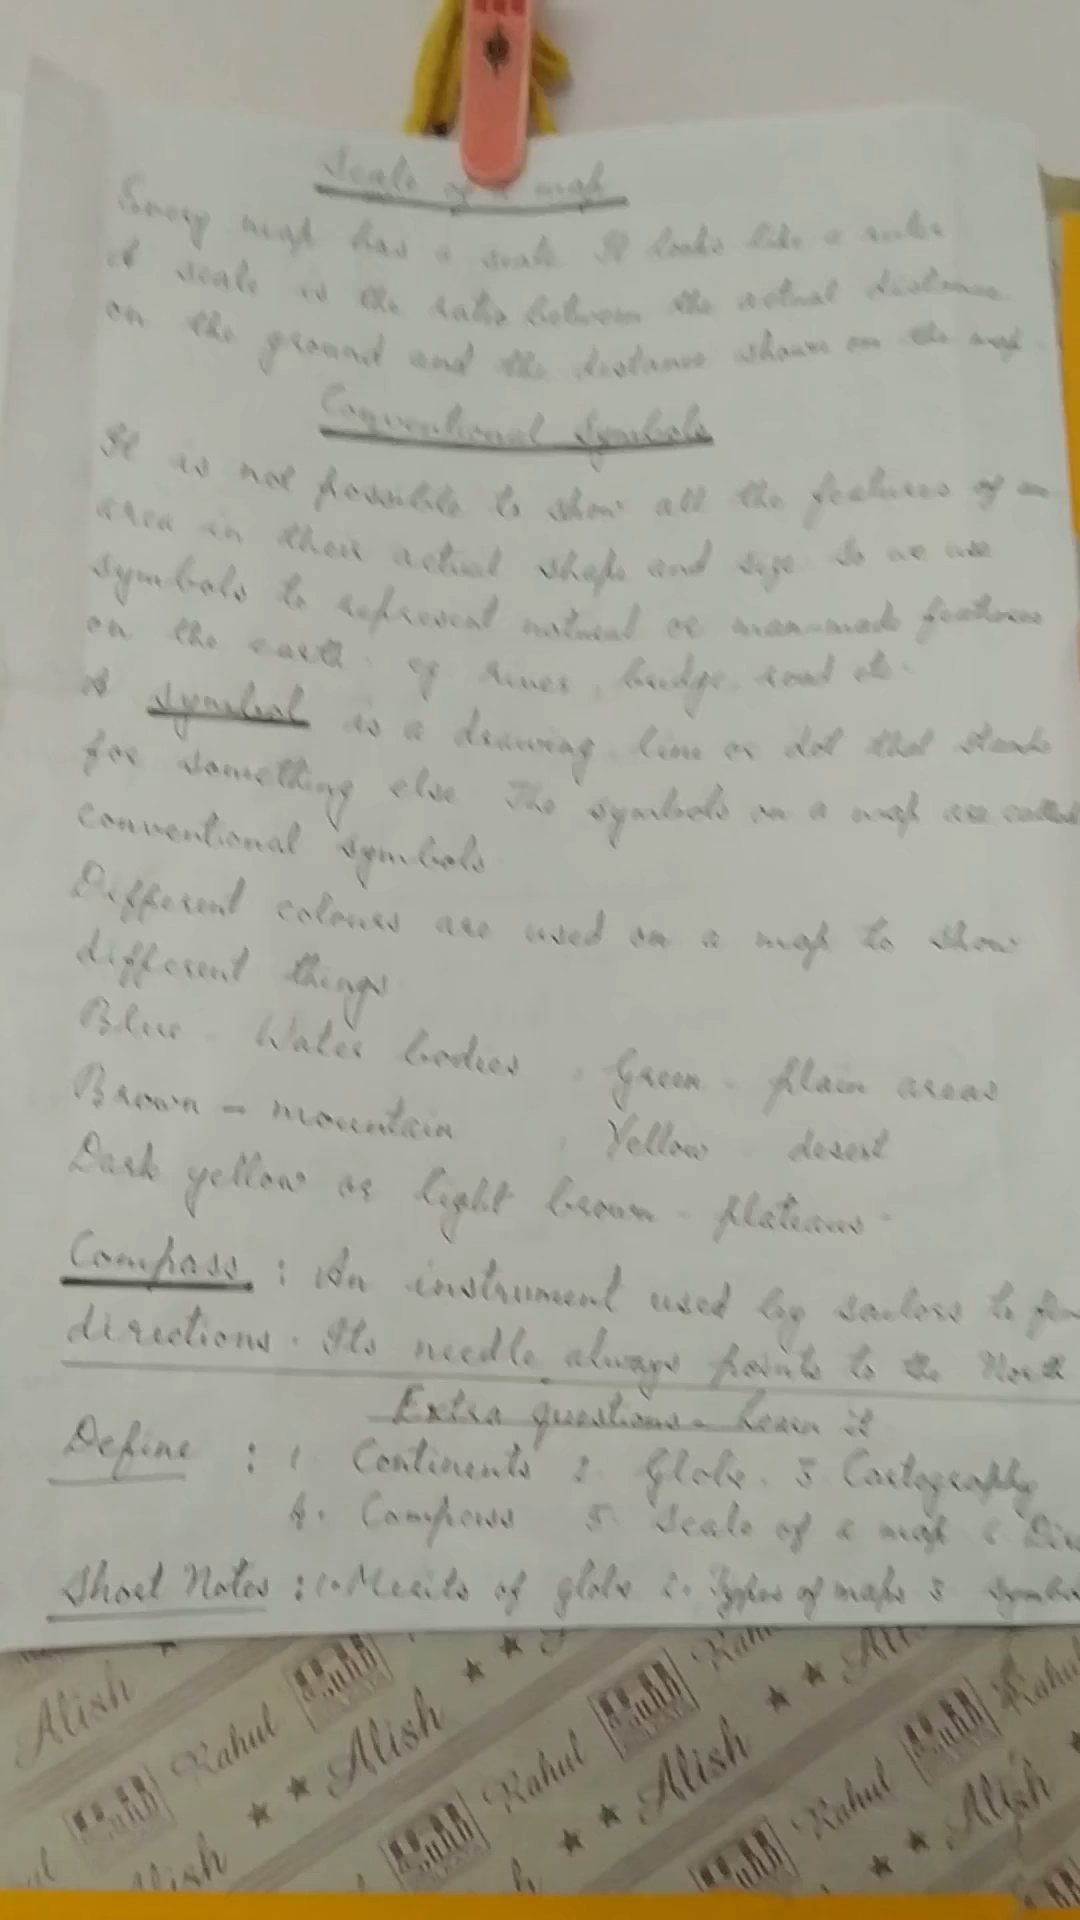 Scale of a map
Every map has a scale. It looks like a ruler
A scale is the ratio between the actual distance
on the ground and the distance shown on the map.
Conventional Symbols
It is not possible to show all the features of an
area in their actual shape and size. So we use
symbols to represent natural or man-made features
on the earth. eg river, bridge, road etc.
A symbol is a drawing, line or dot that stands
for something else. The symbols on a map are called
conventional symbols.
Different colours are used on a map to show
different things.
Blue - Water bodies, Green - plain areas
Brown - mountain, Yellow - desert
Dark yellow or light brown - plateaus.
Compass : An instrument used by sailors to
directions. Its needle always points to the North
Extra questions - Learn it
Define : 1. Continents 2. Globe. 3 Cartography
4. Compass 5. Scale of a map 6
Short Notes : 1. Merits of globe 2. Types of maps. 3
Alish Rahul Alish Rahul Alish Rahul
Alish Rahul Alish